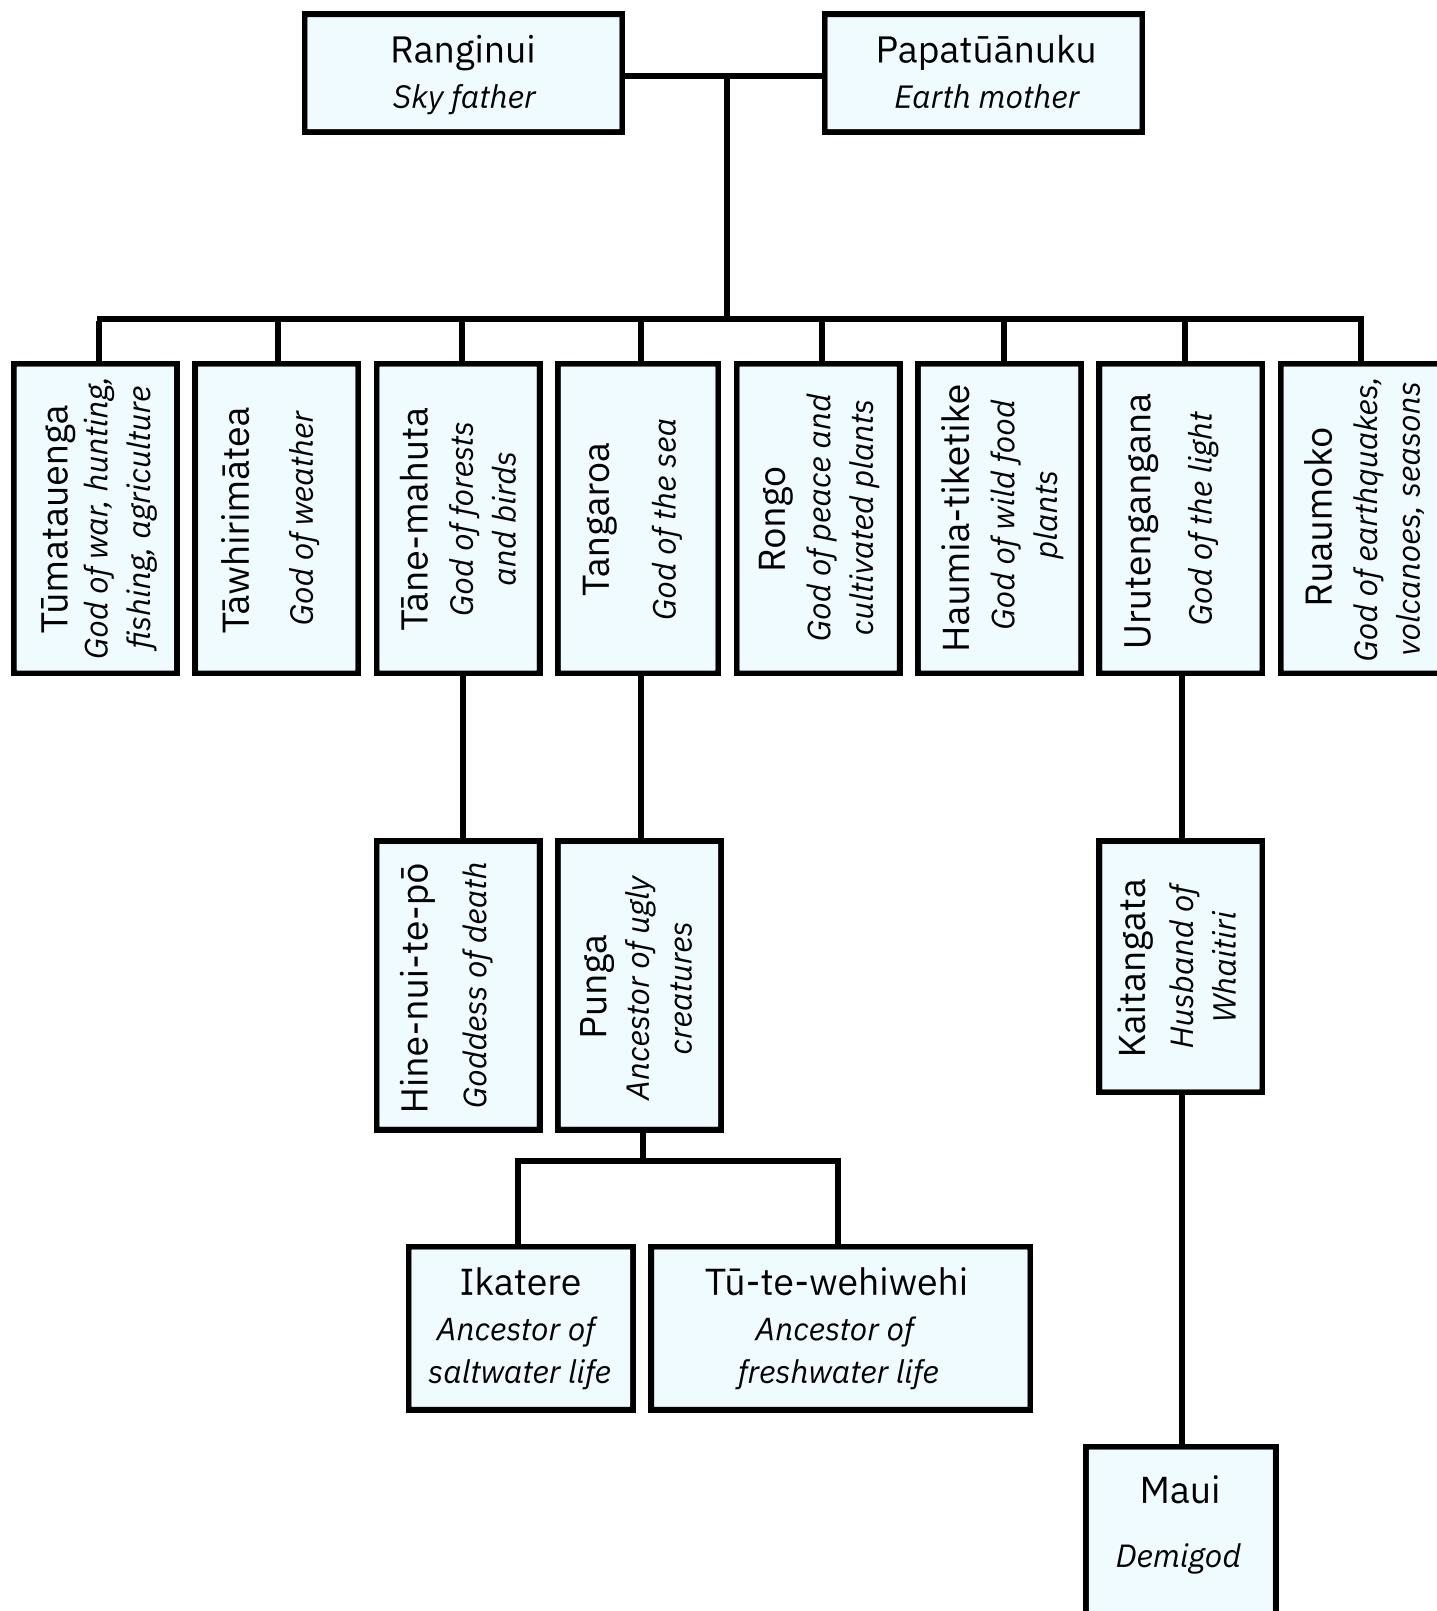 Ranginui
Sky father
Papatūānuku
Earth mother
Tūmatauenga
God of war, hunting,
fishing, agriculture
Tāwhirimātea
God of weather
Tāne-mahuta
God of forests
and birds
Tangaroa
God of the sea
Rongo
God of peace and
cultivated plants
Haumia-tiketike
God of wild food
plants
Urutengangana
God of the light
Ruaumoko
God of earthquakes,
volcanoes, seasons
Hine-nui-te-pō
Goddess of death
Punga
Ancestor of ugly
creatures
Kaitangata
Husband of
Whaitiri
Ikatere
Ancestor of
saltwater life
Tū-te-wehiwehi
Ancestor of
freshwater life
Maui
Demigod